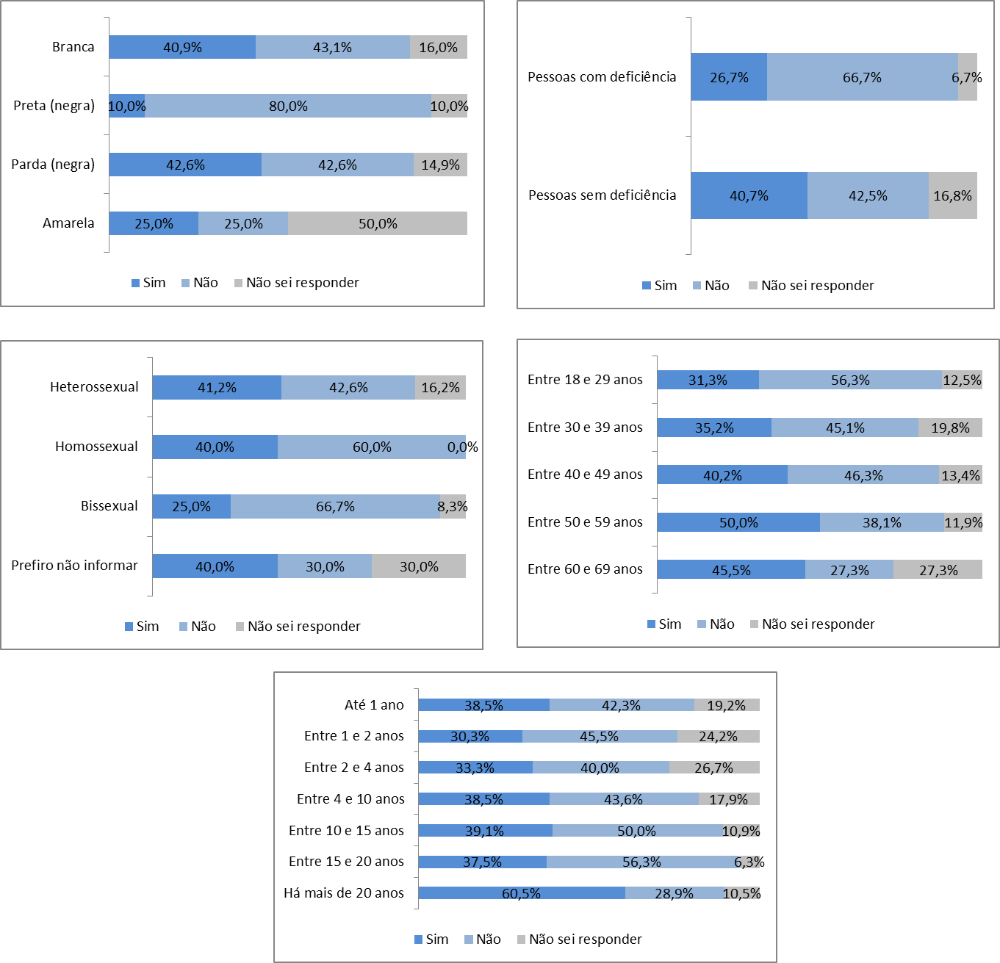 Branca 40,9% 43,1% 16,0%
Preta (negra) 10,0% 80,0% 10,0%
Parda (negra) 42,6% 42,6% 14,9%
Amarela 25,0% 25,0% 50,0%
Sim Não Não sei responder
Pessoas com deficiência 26,7% 66,7% 6,7%
Pessoas sem deficiência 40,7% 42,5% 16,8%
Sim Não Não sei responder
Heterossexual 41,2% 42,6% 16,2%
Homossexual 40,0% 60,0% 0,0%
Bissexual 25,0% 66,7% 8,3%
Prefiro não informar 40,0% 30,0% 30,0%
Sim Não Não sei responder
Entre 18 e 29 anos 31,3% 56,3% 12,5%
Entre 30 e 39 anos 35,2% 45,1% 19,8%
Entre 40 e 49 anos 40,2% 46,3% 13,4%
Entre 50 e 59 anos 50,0% 38,1% 11,9%
Entre 60 e 69 anos 45,5% 27,3% 27,3%
Sim Não Não sei responder
Até 1 ano 38,5% 42,3% 19,2%
Entre 1 e 2 anos 30,3% 45,5% 24,2%
Entre 2 e 4 anos 33,3% 40,0% 26,7%
Entre 4 e 10 anos 38,5% 43,6% 17,9%
Entre 10 e 15 anos 39,1% 50,0% 10,9%
Entre 15 e 20 anos 37,5% 56,3% 6,3%
Há mais de 20 anos 60,5% 28,9% 10,5%
Sim Não Não sei responder